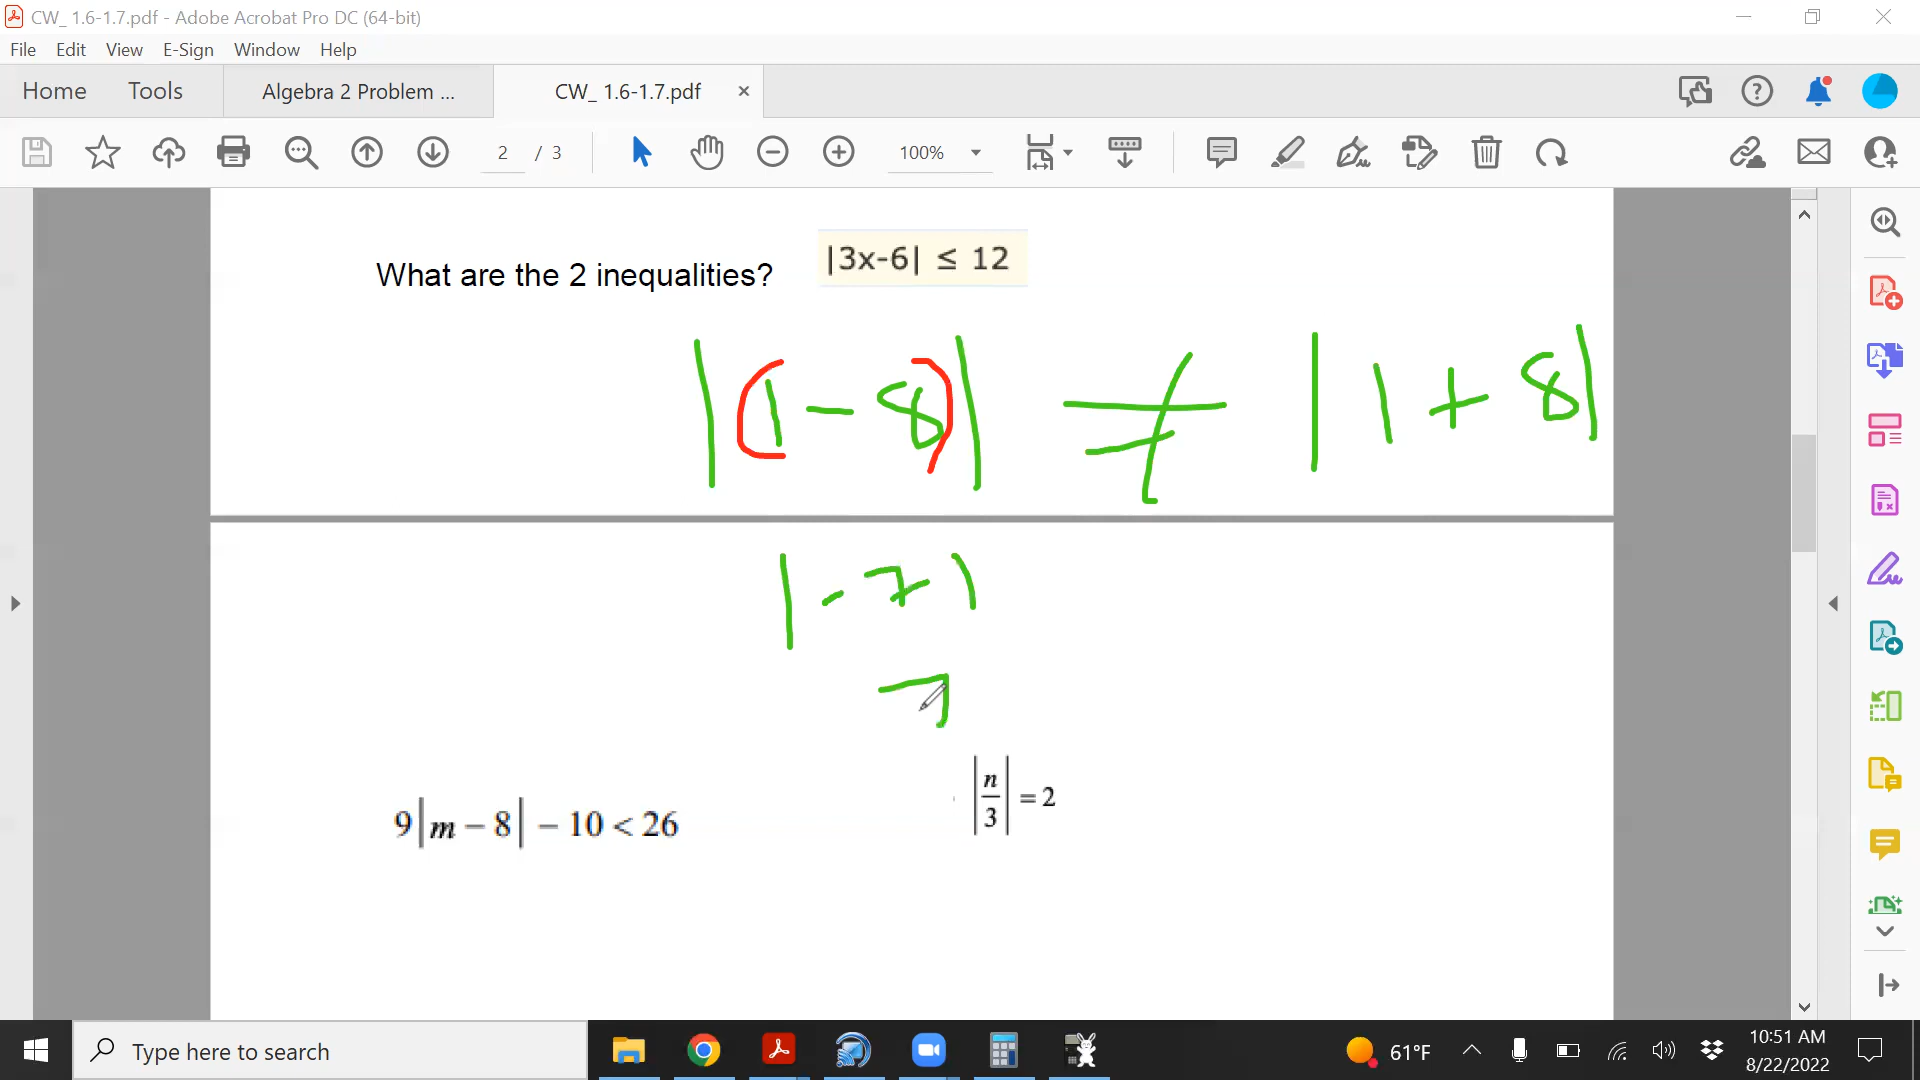 CW_ 1.6-1.7.pdf - Adobe Acrobat Pro DC (64-bit)
File Edit View E-Sign Window Help
Home Tools Algebra 2 Problem ... CW_ 1.6-1.7.pdf ×
2 / 3 100%
What are the 2 inequalities? |3x-6| ≤ 12
|(1 - 8)| ≠ |1 + 8|
|-7|
7
9|m − 8| − 10 < 26
|n/3| = 2
Type here to search
61°F
10:51 AM
8/22/2022